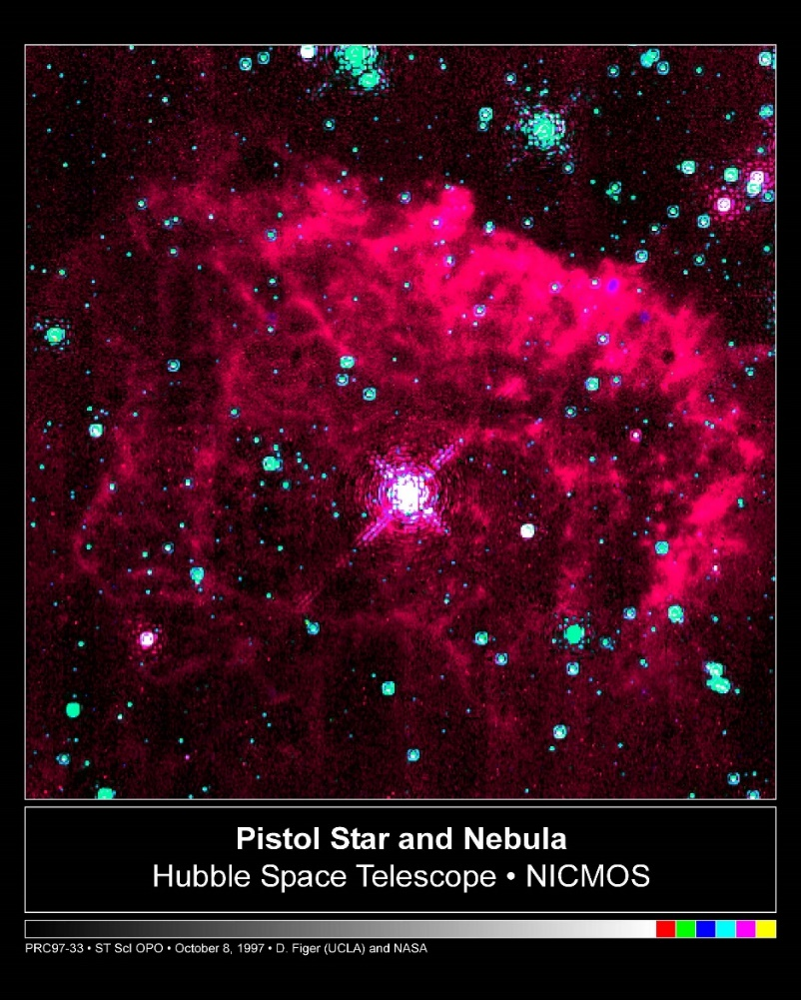 Pistol Star and Nebula
Hubble Space Telescope • NICMOS
PRC97-33 • ST ScI OPO • October 8, 1997 • D. Figer (UCLA) and NASA